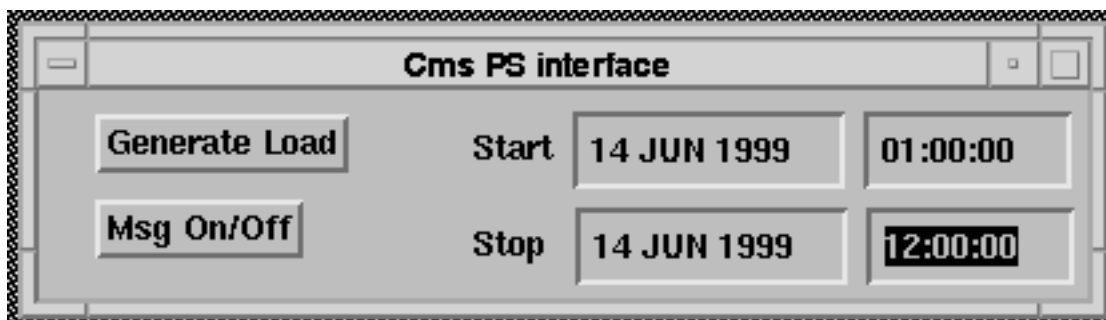 Cms PS interface
Generate Load Start 14 JUN 1999 01:00:00
Msg On/Off Stop 14 JUN 1999 12:00:00